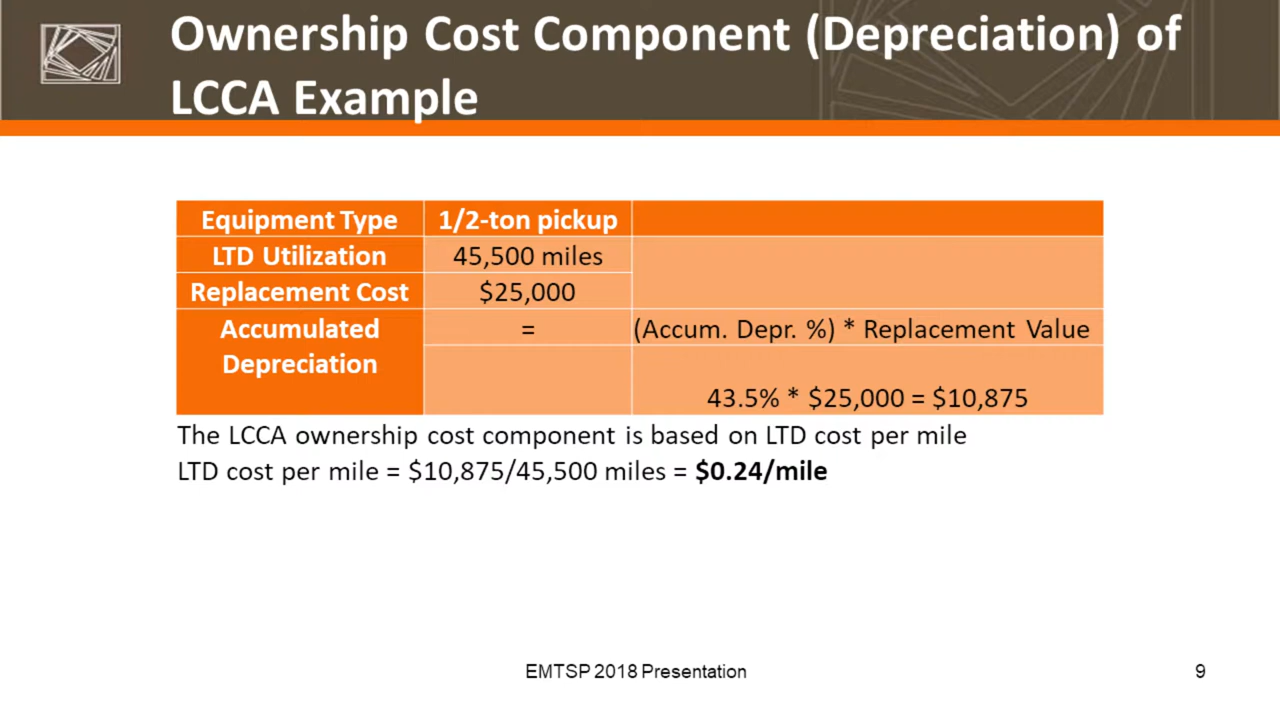 Ownership Cost Component (Depreciation) of
LCCA Example
Equipment Type 1/2-ton pickup
LTD Utilization 45,500 miles
Replacement Cost $25,000
Accumulated = (Accum. Depr. %) * Replacement Value
Depreciation
43.5% * $25,000 = $10,875
The LCCA ownership cost component is based on LTD cost per mile
LTD cost per mile = $10,875/45,500 miles = $0.24/mile
EMTSP 2018 Presentation 9